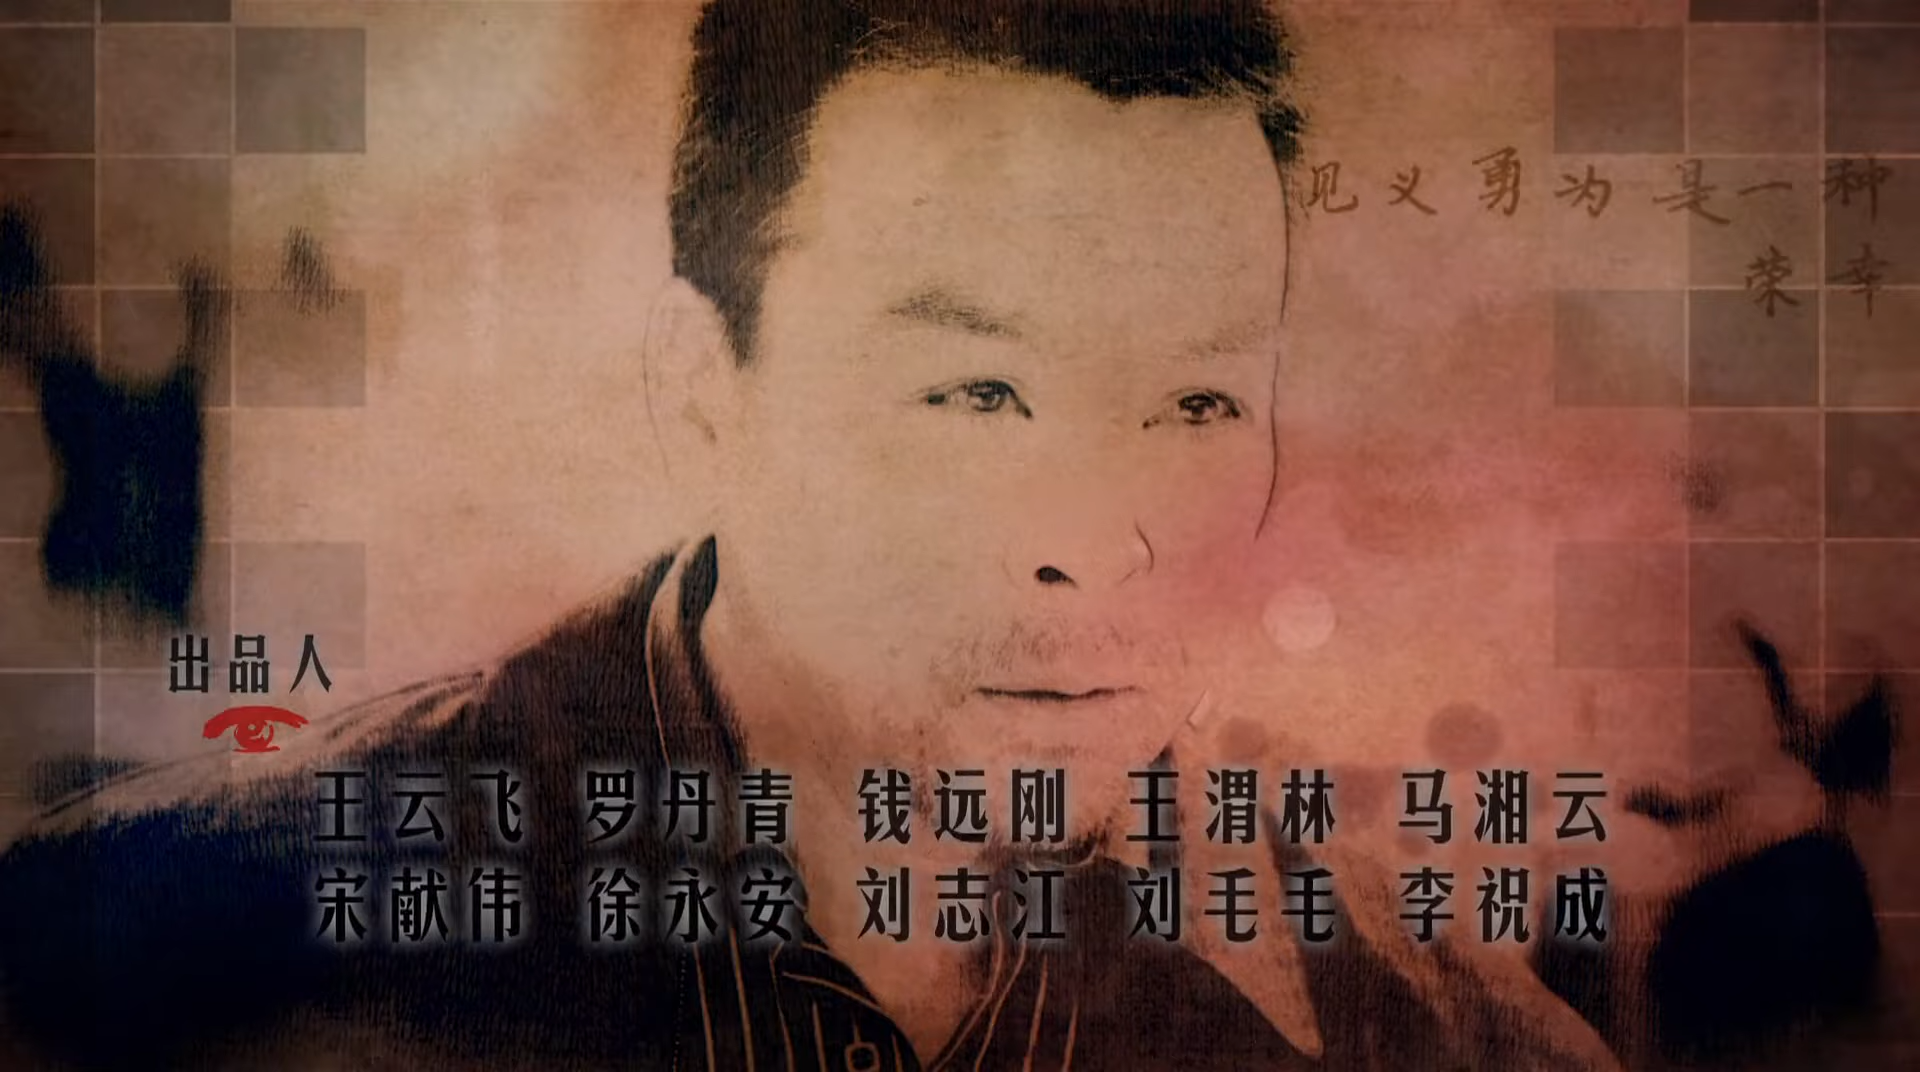 见义勇为是一种
荣幸
出品人
王云飞 罗丹青 钱远刚 王渭林 马湘云
宋献伟 徐永安 刘志江 刘毛毛 李祝成